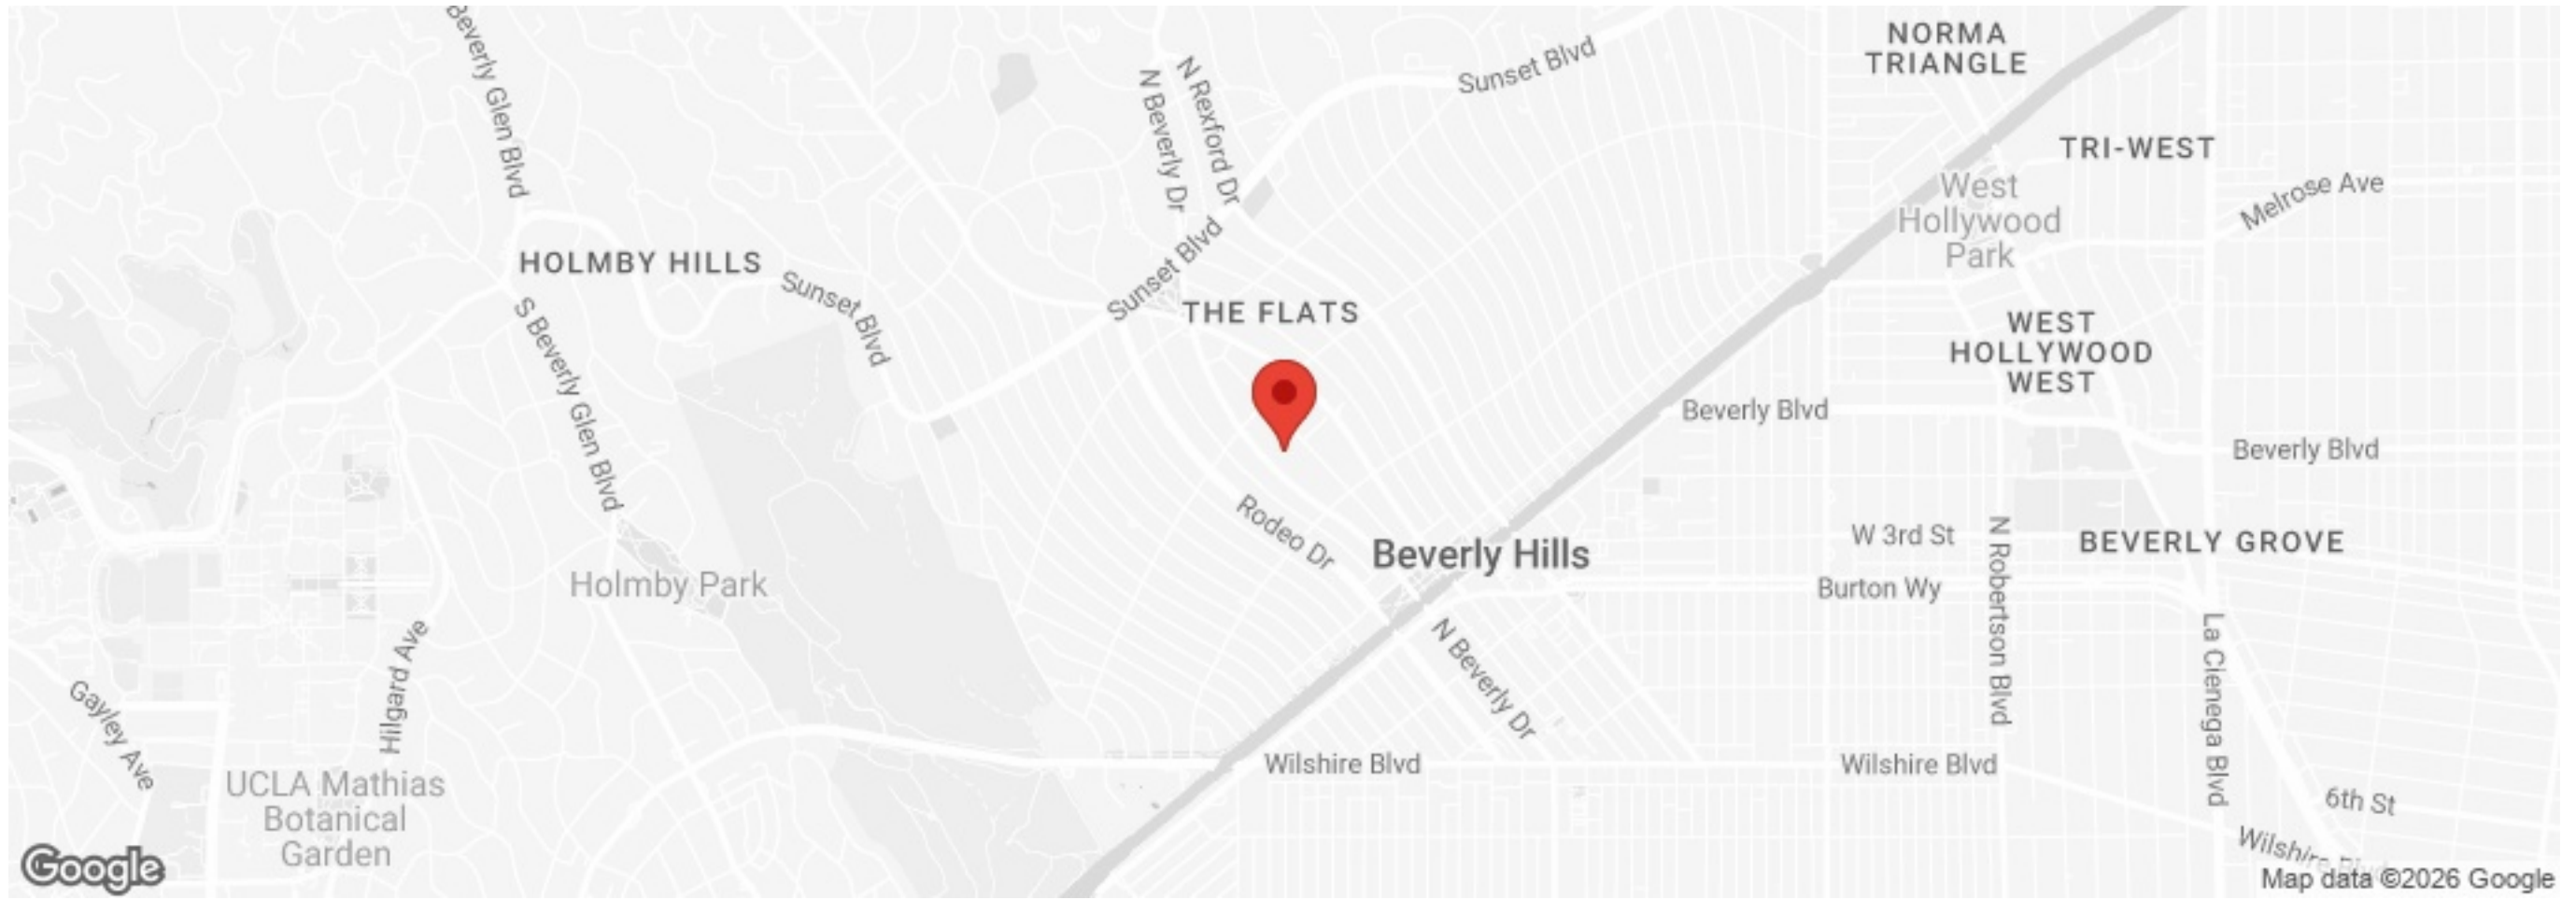 Beverly Glen Blvd
N Beverly Dr
N Rexford Dr
Sunset Blvd
NORMA
TRIANGLE
TRI-WEST
Melrose Ave
West
Hollywood
Park
HOLMBY HILLS
Sunset Blvd
Sunset Blvd
THE FLATS
WEST
HOLLYWOOD
WEST
S Beverly Glen Blvd
Beverly Blvd
Beverly Blvd
Rodeo Dr
Beverly Hills
W 3rd St
N Robertson Blvd
BEVERLY GROVE
Holmby Park
Burton Wy
Hilgard Ave
N Beverly Dr
La Cienega Blvd
Gayley Ave
Wilshire Blvd
Wilshire Blvd
UCLA Mathias
Botanical
Garden
6th St
Wilshire Blvd
Google
Map data ©2026 Google